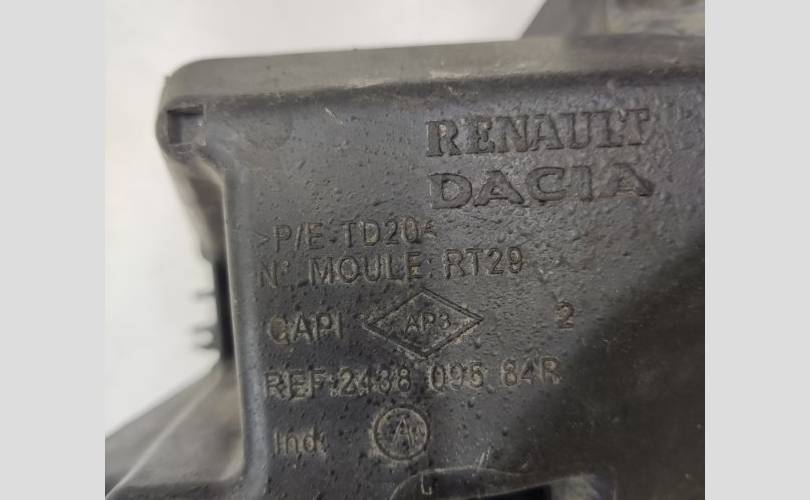 RENAULT
DACIA
>P/E-TD20<
N° MOULE: RT29
CAPI AP3 2
REF:2438 095 84R
Ind: A